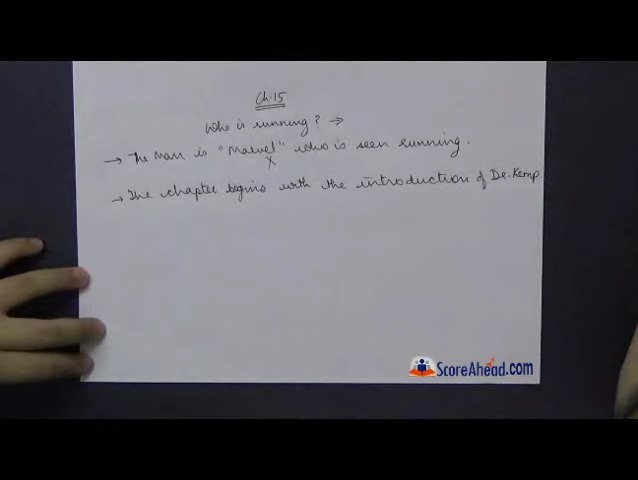 Ch.15
Who is running? →
→ The Man is "Marvel" who is seen running.
x
→ The chapter begins with the introduction of Dr. Kemp
ScoreAhead.com